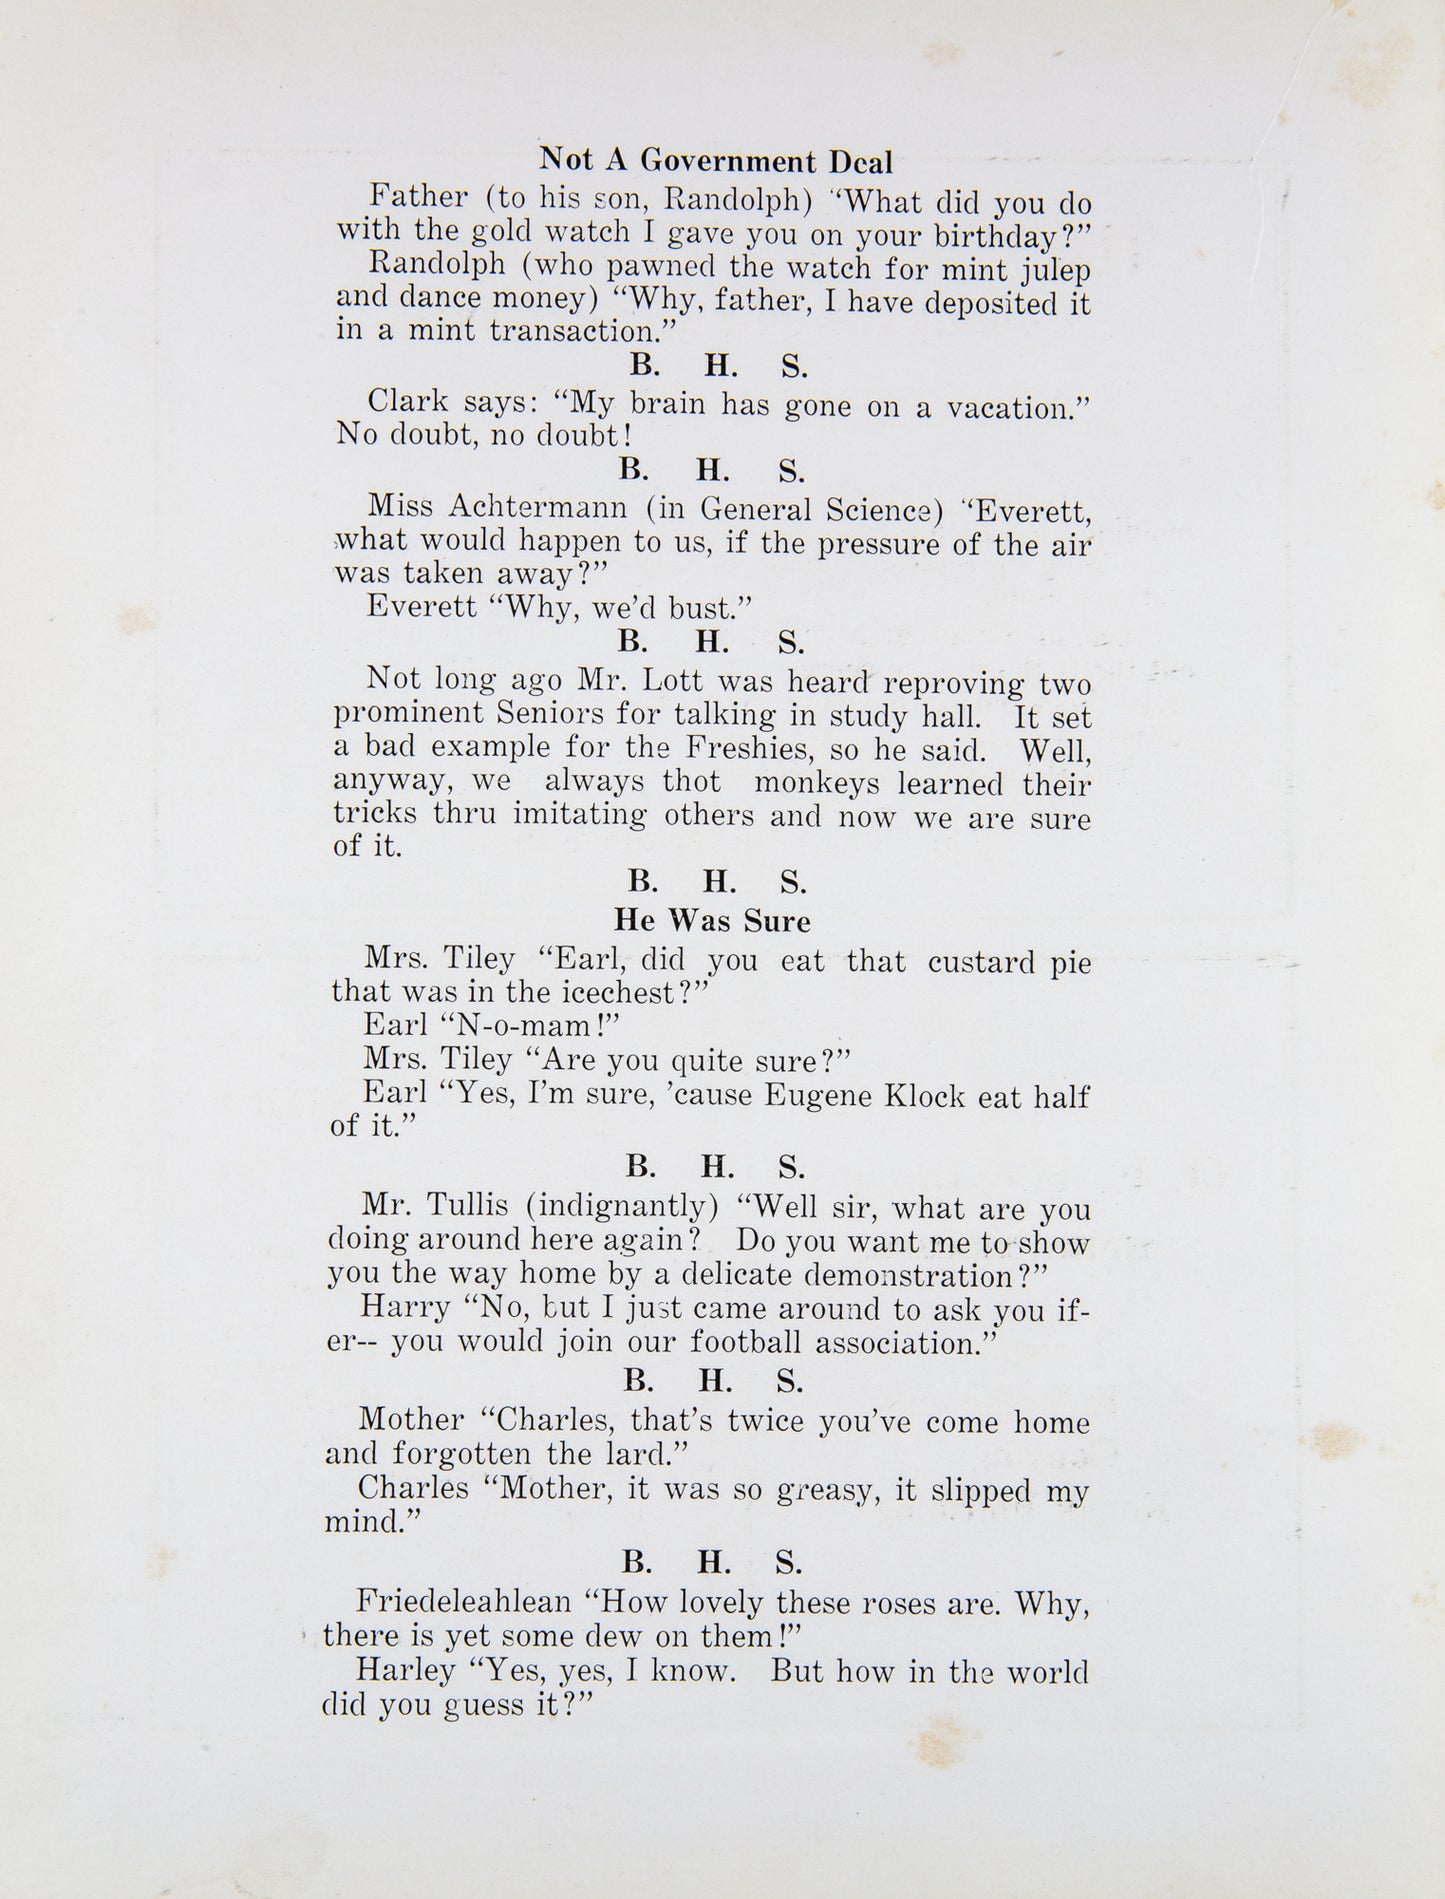 Not A Government Deal
Father (to his son, Randolph) “What did you do
with the gold watch I gave you on your birthday?”
Randolph (who pawned the watch for mint julep
and dance money) “Why, father, I have deposited it
in a mint transaction.”
B. H. S.
Clark says: “My brain has gone on a vacation.”
No doubt, no doubt!
B. H. S.
Miss Achtermann (in General Science) “Everett,
what would happen to us, if the pressure of the air
was taken away?”
Everett “Why, we’d bust.”
B. H. S.
Not long ago Mr. Lott was heard reproving two
prominent Seniors for talking in study hall. It set
a bad example for the Freshies, so he said. Well,
anyway, we always thot monkeys learned their
tricks thru imitating others and now we are sure
of it.
B. H. S.
He Was Sure
Mrs. Tiley “Earl, did you eat that custard pie
that was in the icechest?”
Earl “N-o-mam!”
Mrs. Tiley “Are you quite sure?”
Earl “Yes, I’m sure, ’cause Eugene Klock eat half
of it.”
B. H. S.
Mr. Tullis (indignantly) “Well sir, what are you
doing around here again? Do you want me to show
you the way home by a delicate demonstration?”
Harry “No, but I just came around to ask you if-
er-- you would join our football association.”
B. H. S.
Mother “Charles, that’s twice you’ve come home
and forgotten the lard.”
Charles “Mother, it was so greasy, it slipped my
mind.”
B. H. S.
Friedeleahlean “How lovely these roses are. Why,
there is yet some dew on them!”
Harley “Yes, yes, I know. But how in the world
did you guess it?”